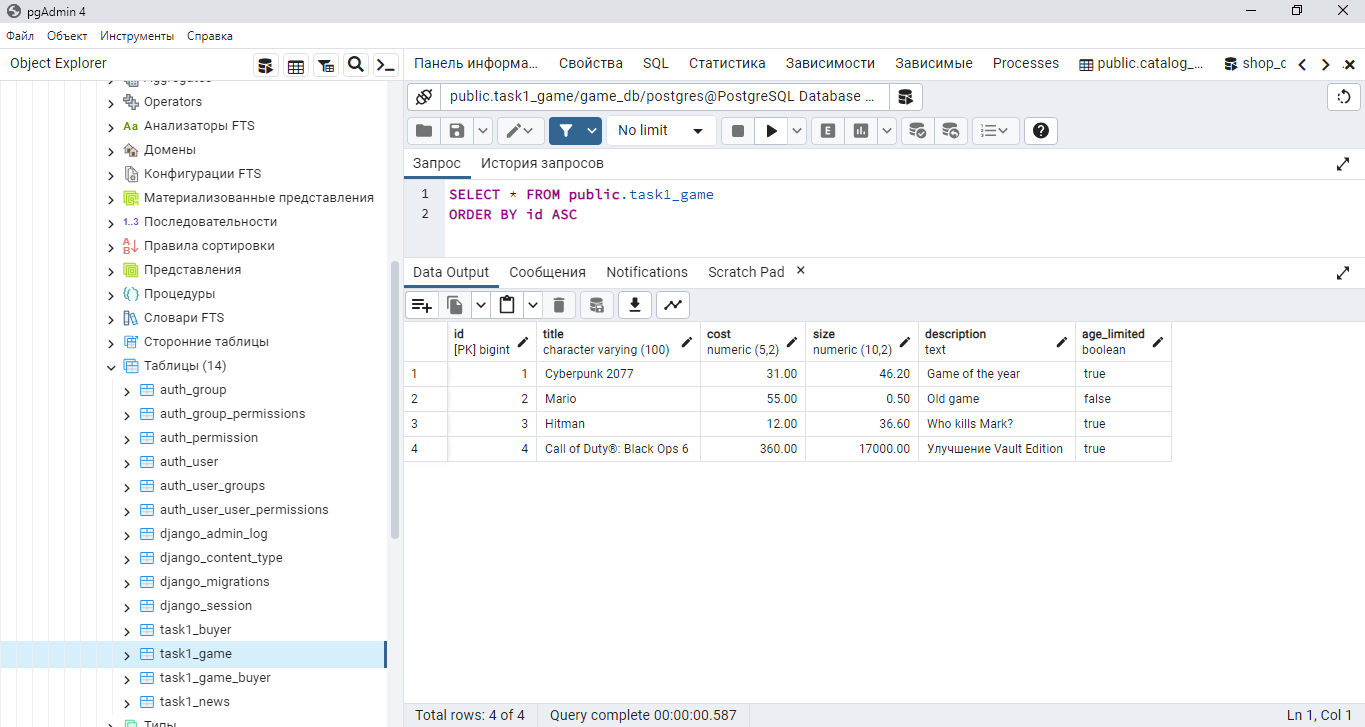 pgAdmin 4
Файл Объект Инструменты Справка
Object Explorer
Панель информа... Свойства SQL Статистика Зависимости Зависимые Processes public.catalog_... shop_c
public.task1_game/game_db/postgres@PostgreSQL Database ...
No limit
Запрос История запросов
1 SELECT * FROM public.task1_game
2 ORDER BY id ASC
Data Output Сообщения Notifications Scratch Pad
id title cost size description age_limited
[PK] bigint character varying (100) numeric (5,2) numeric (10,2) text boolean
1 1 Cyberpunk 2077 31.00 46.20 Game of the year true
2 2 Mario 55.00 0.50 Old game false
3 3 Hitman 12.00 36.60 Who kills Mark? true
4 4 Call of Duty®: Black Ops 6 360.00 17000.00 Улучшение Vault Edition true
Aggregates
Operators
Aa Анализаторы FTS
Домены
Конфигурации FTS
Материализованные представления
1..3 Последовательности
Правила сортировки
Представления
Процедуры
Словари FTS
Сторонние таблицы
Таблицы (14)
auth_group
auth_group_permissions
auth_permission
auth_user
auth_user_groups
auth_user_user_permissions
django_admin_log
django_content_type
django_migrations
django_session
task1_buyer
task1_game
task1_game_buyer
task1_news
Типы
Total rows: 4 of 4 Query complete 00:00:00.587 Ln 1, Col 1